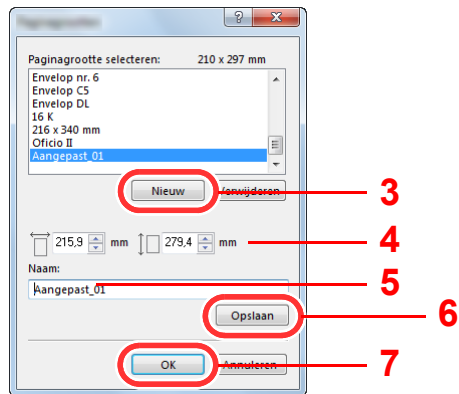 Paginagrootte selecteren: 210 x 297 mm
Envelop nr. 6
Envelop C5
Envelop DL
16 K
216 x 340 mm
Oficio II
Aangepast_01
Nieuw Verwijderen 3
215,9 mm 279,4 mm 4
Naam:
Aangepast_01 5
Opslaan 6
OK Annuleren 7